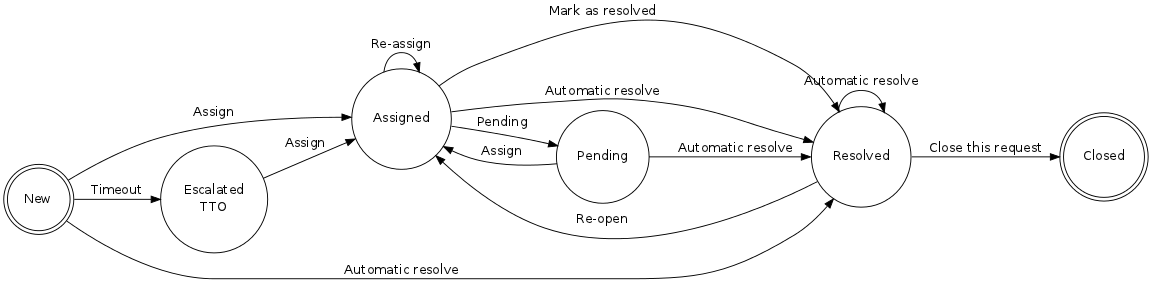 Mark as resolved
Re-assign
Automatic resolve
Automatic resolve
Assign
Assigned
Pending
Assign
Assign
Pending
Automatic resolve
Resolved
Close this request
Closed
New
Timeout
Escalated
TTO
Re-open
Automatic resolve